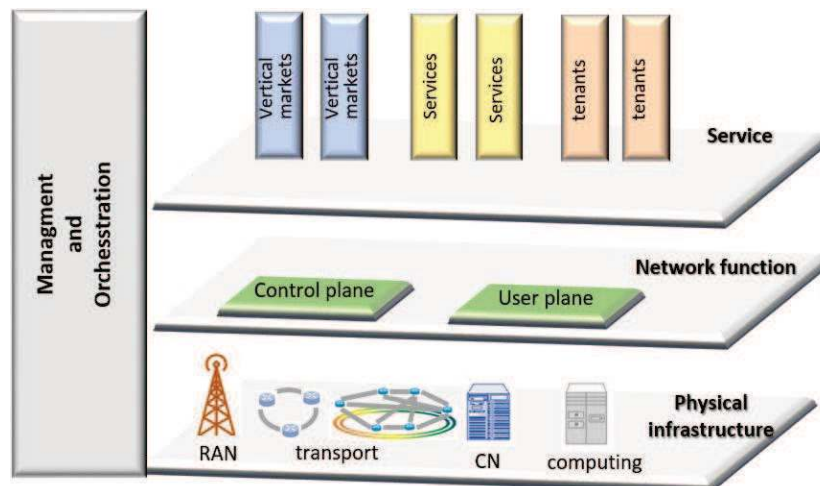 Managment
and
Orchesstration
Vertical
markets
Vertical
markets
Services
Services
tenants
tenants
Service
Network function
Control plane
User plane
Physical
infrastructure
RAN
transport
CN
computing